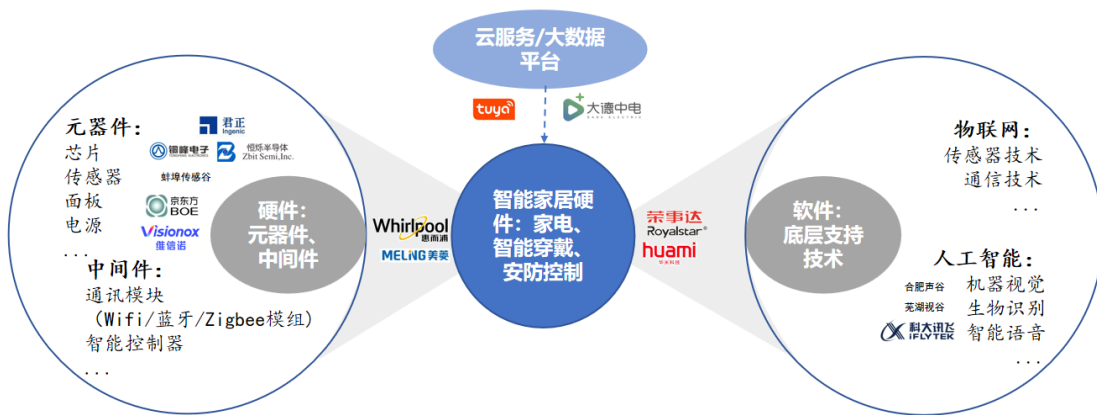 云服务/大数据
平台
tuya
大德中电
DADE ELECTRIC
元器件：
君正
Ingenic
芯片
恒烁半导体
Zbit Semi,Inc.
传感器
蚌埠传感谷
面板
京东方
BOE
电源
Visionox
维信诺
...
硬件：
元器件、
中间件
中间件：
通讯模块
（Wifi/蓝牙/Zigbee模组)
智能控制器
...
Whirlpool
惠而浦
MELING美菱
智能家居硬
件：家电、
智能穿戴、
安防控制
荣事达
Royalstar®
huami
华米科技
软件：
底层支持
技术
物联网：
传感器技术
通信技术
...
人工智能：
合肥声谷
机器视觉
芜湖视谷
生物识别
科大讯飞
iFLYTEK
智能语音
...